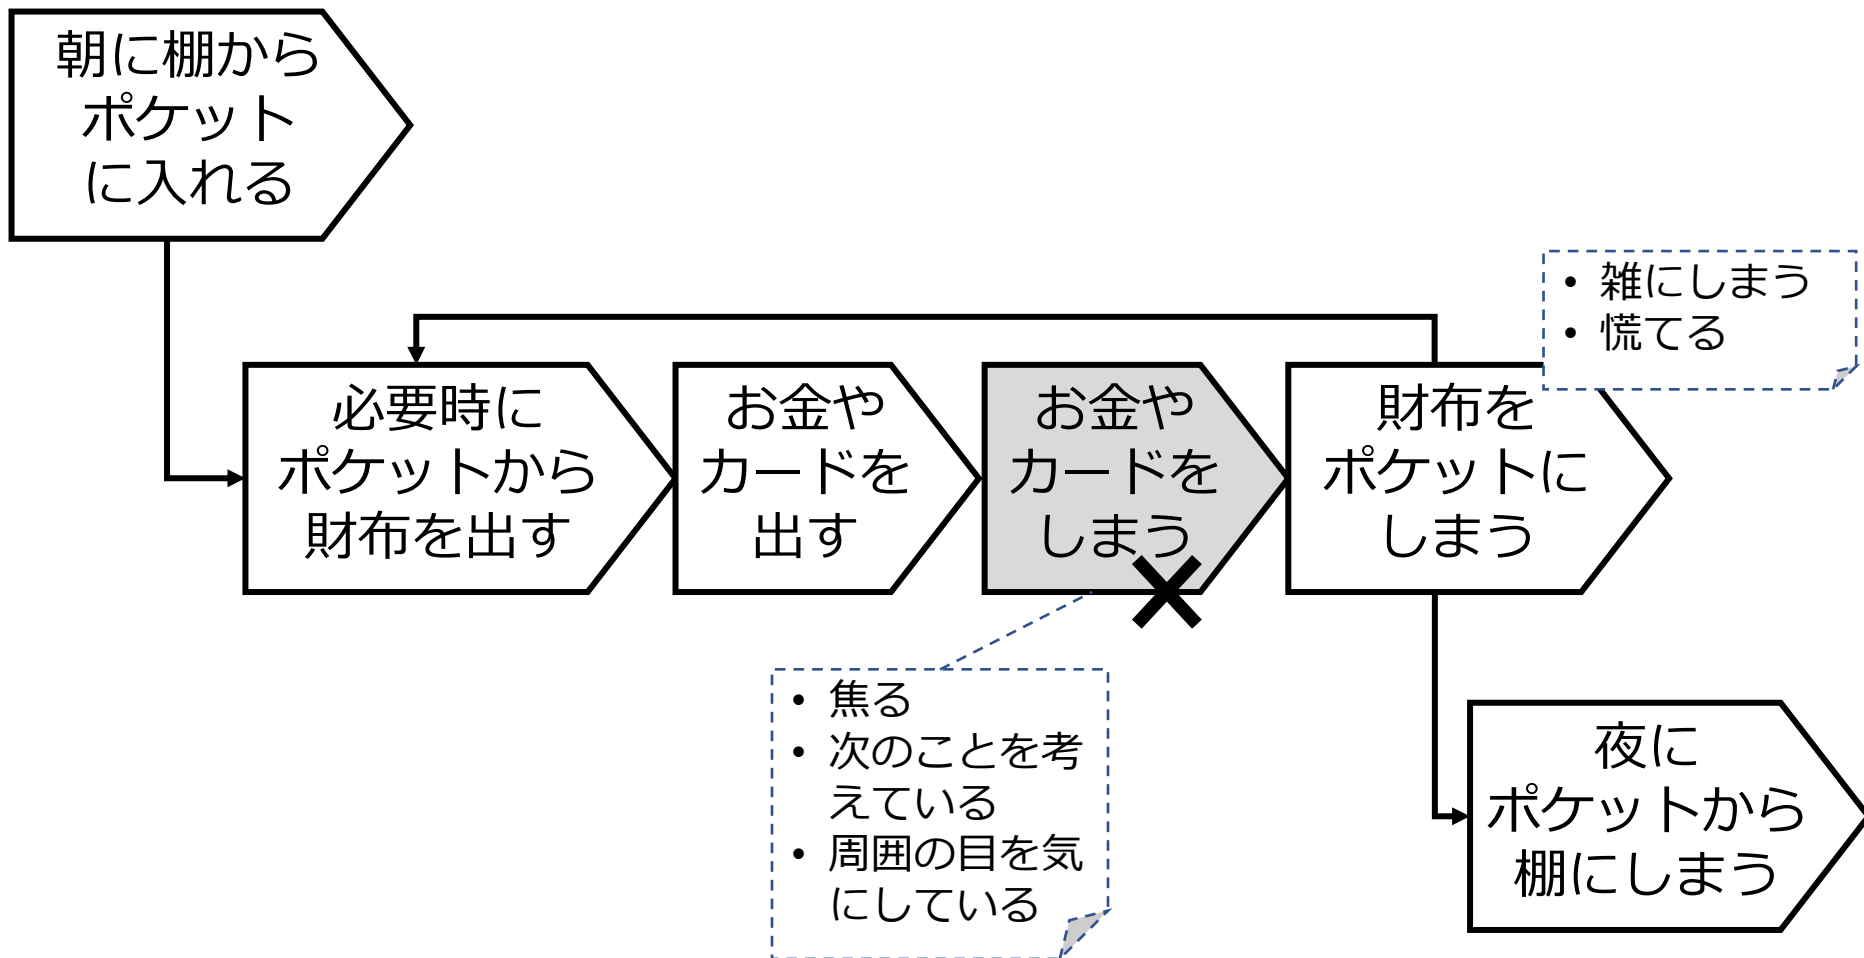 朝に棚から
ポケット
に入れる
• 雑にしまう
• 慌てる
必要時に
ポケットから
財布を出す
お金や
カードを
出す
お金や
カードを
しまう
財布を
ポケットに
しまう
• 焦る
• 次のことを考
えている
• 周囲の目を気
にしている
夜に
ポケットから
棚にしまう